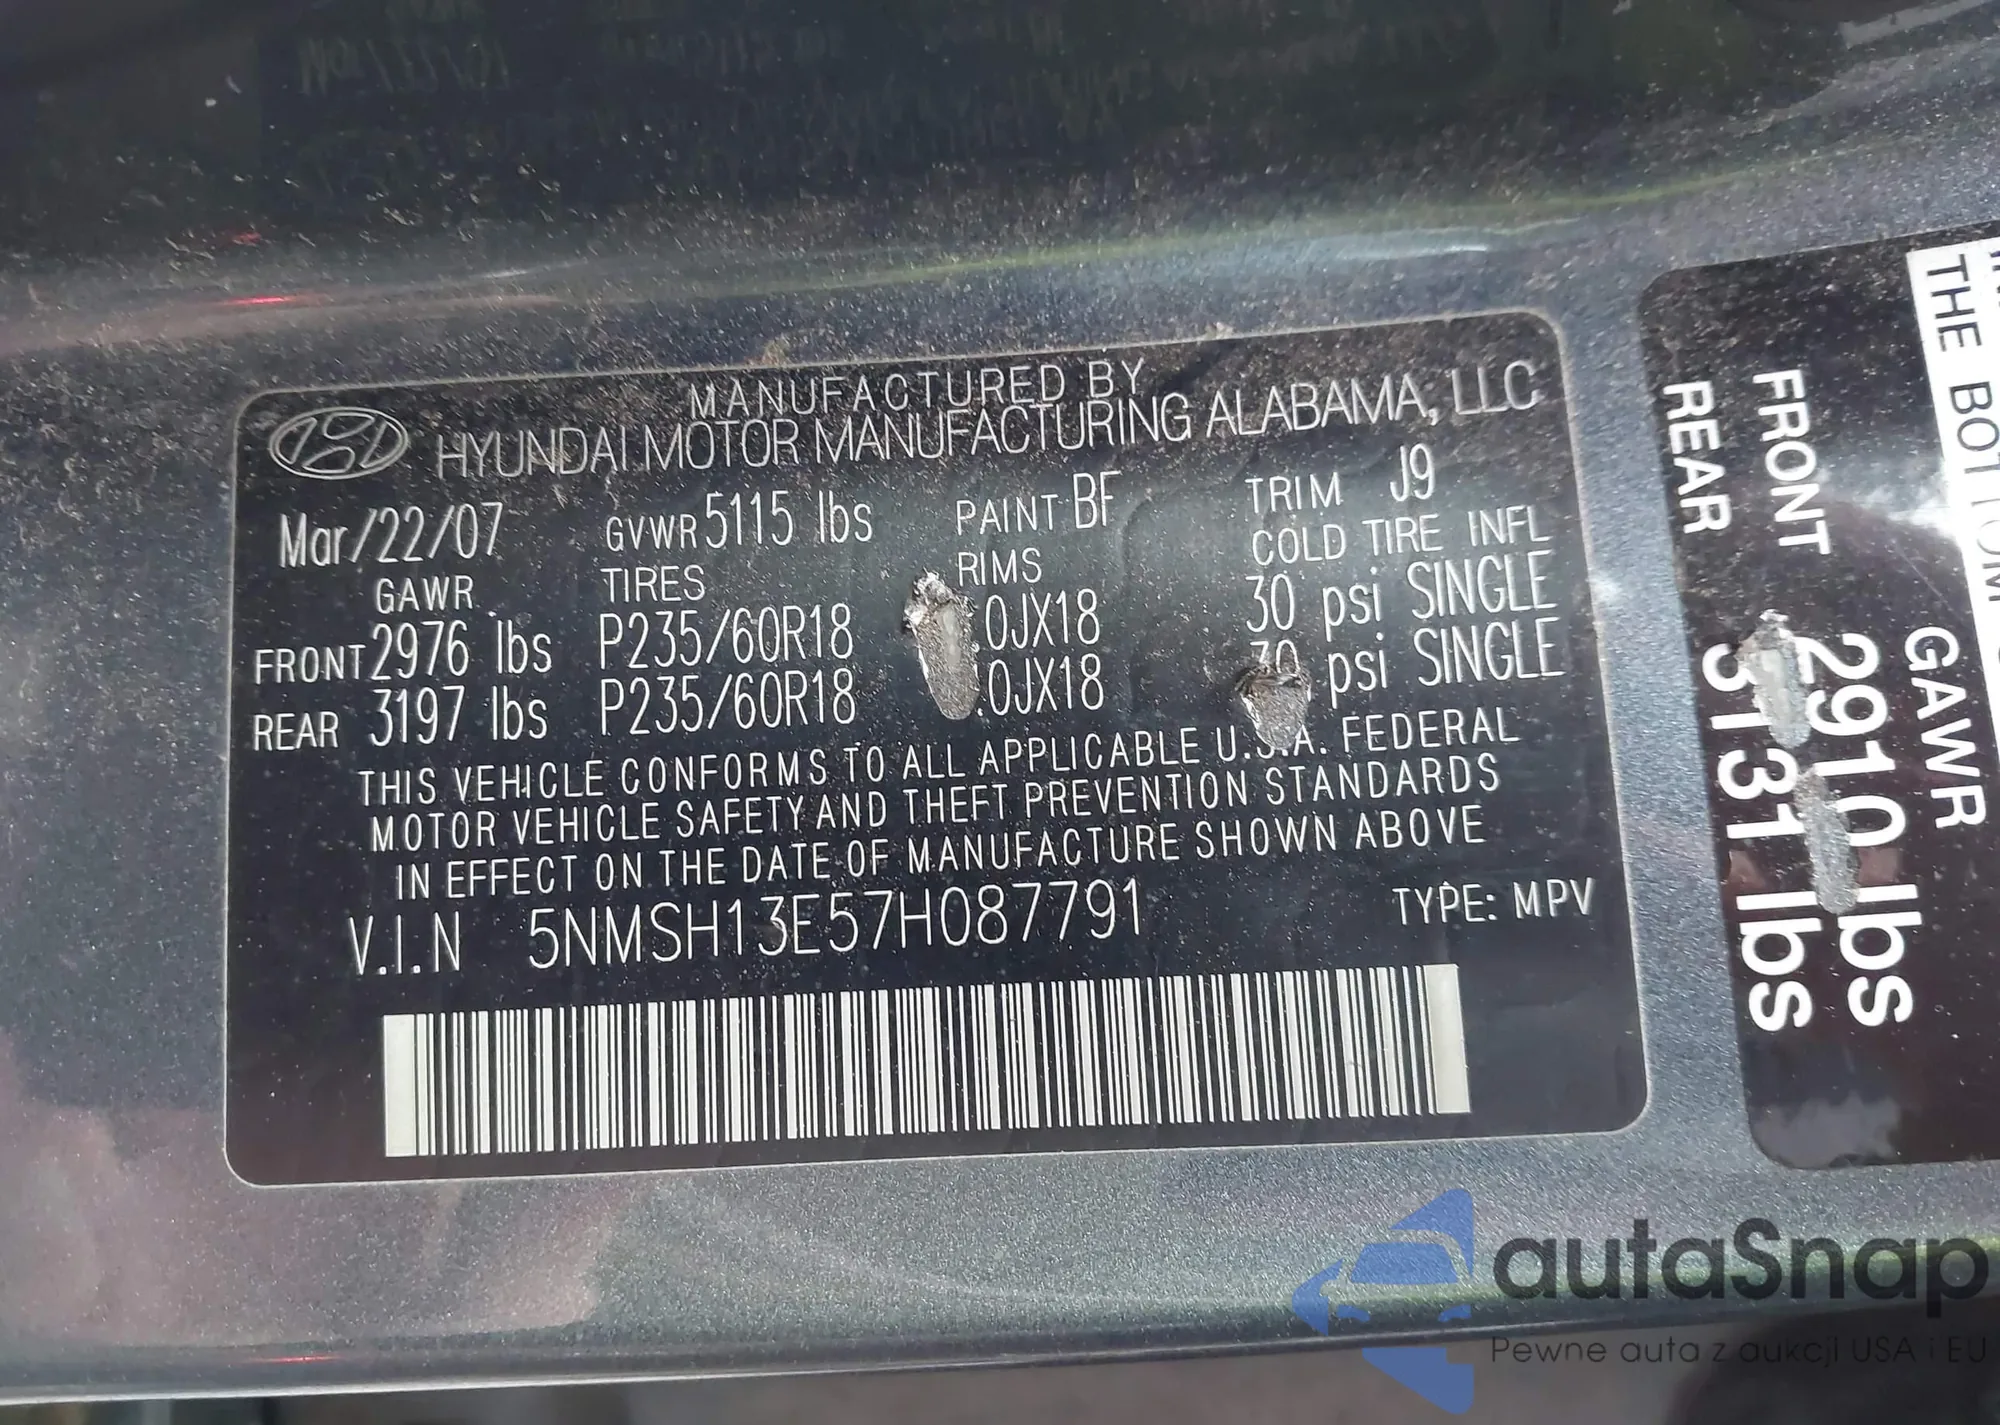 MANUFACTURED BY
HYUNDAI MOTOR MANUFACTURING ALABAMA, LLC
Mar/22/07 GVWR 5115 lbs PAINT BF TRIM J9
GAWR TIRES RIMS COLD TIRE INFL
FRONT 2976 lbs P235/60R18 .0JX18 30 psi SINGLE
REAR 3197 lbs P235/60R18 .0JX18 30 psi SINGLE
THIS VEHICLE CONFORMS TO ALL APPLICABLE U.S.A. FEDERAL
MOTOR VEHICLE SAFETY AND THEFT PREVENTION STANDARDS
IN EFFECT ON THE DATE OF MANUFACTURE SHOWN ABOVE
V.I.N 5NMSH13E57H087791 TYPE: MPV
THE BOTTOM
GAWR
FRONT 2910 lbs
REAR 3131 lbs
autaSnap
Pewne auta z aukcji USA i EU